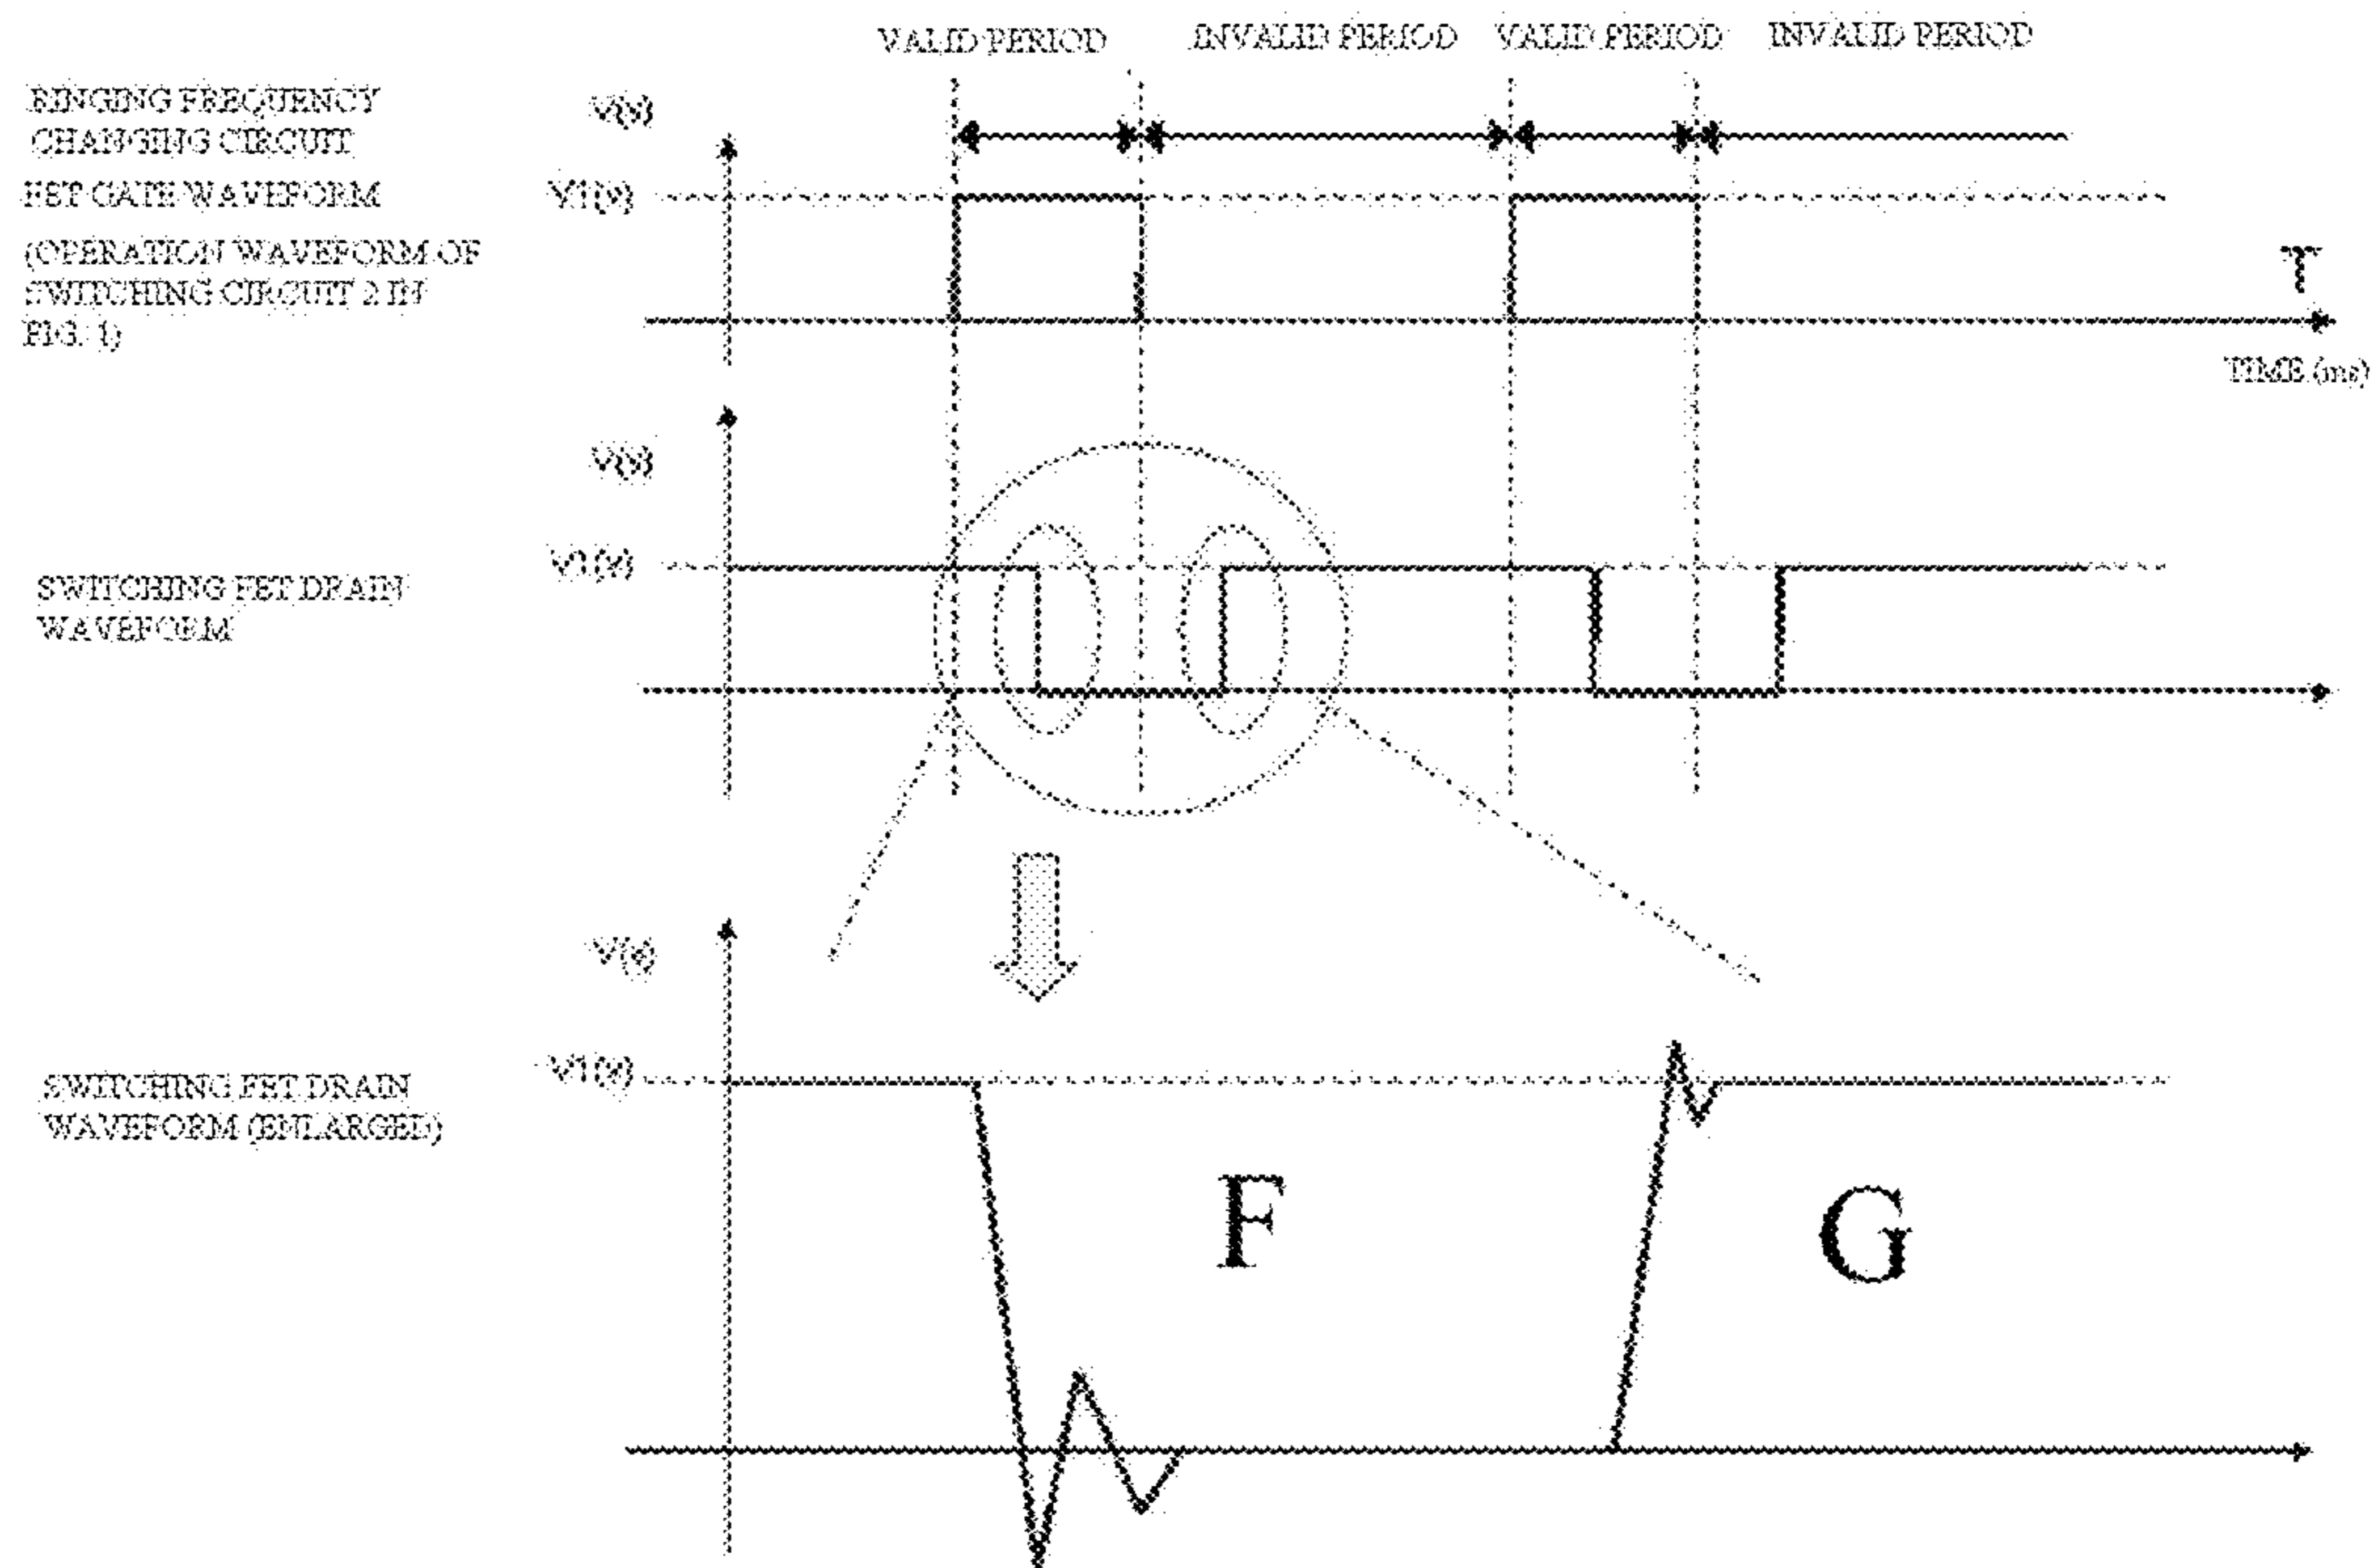 VALID PERIOD INVALID PERIOD VALID PERIOD INVALID PERIOD
RINGING FREQUENCY
CHANGING CIRCUIT
V(v)
FET GATE WAVEFORM
V1(v)
(OPERATION WAVEFORM OF
SWITCHING CIRCUIT 2 IN
FIG. 1)
T
TIME (ns)
V(v)
V1(v)
SWITCHING FET DRAIN
WAVEFORM
V(v)
V1(v)
SWITCHING FET DRAIN
WAVEFORM (ENLARGED)
F
G